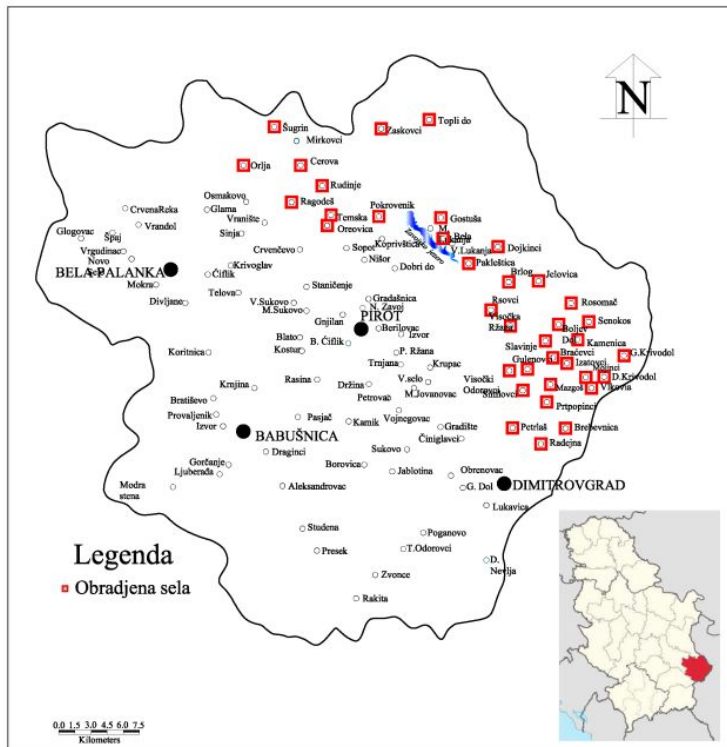 N
Topli do
Šugrin
Zaskovci
Mirkovci
Orlja
Cerova
Rudinje
Osmakovo
Ragodeš
Pokrovenik
CrvenaReka
Glama
Temska
Gostuša
Vranište
Oreovica
M.
Vrandol
Glogovac
Špaj
Sinja
Bela
Koprivštica
Lukanja
Dojkinci
Vrgudinac
Crvenčevo
Sopot
V.Lukanja
Novo
Nišor
Pakleštica
BELA PALANKA
Krivoglav
Dobri do
Čiflik
Brlog
Jelovica
Mokra
Staničenje
Telova
Gradašnica
Rsovci
Rosomač
Divljane
V.Sukovo
N. Zavoj
M.Sukovo
Gnjilan
PIROT
Visočka
Ržana
Boljev
Dol
Senokos
Berilovac
Izvor
Blato
B. Čiflik
Slavinje
Kamenica
Koritnica
Kostur
P. Ržana
Bračevci
G.Krivodol
Trnjana
Krupac
Gulenovci
Izatovci
Rasina
Držina
V.selo
Visočki
Odorovci
Mojinci
D.Krivodol
Krnjina
M.Jovanovac
Mazgoš
Vlkovia
Bratiševo
Petrovac
Prtpopinci
Provaljenik
Pasjač
Vojnegovac
Izvor
Kamik
Gradište
Petrlaš
Brebevnica
BABUŠNICA
Činiglavci
Radejna
Draginci
Sukovo
Gorčanje
Borovica
Jablotina
Obrenovac
Ljuberađa
Modra
stena
Aleksandrovac
G. Dol
DIMITROVGRAD
Lukavica
Studena
Poganovo
Legenda
Presek
T.Odorovci
D.
Nevlja
Obradjena sela
Zvonce
Rakita
0.0 1.5 3.0 4.5 6.0 7.5
Kilometers